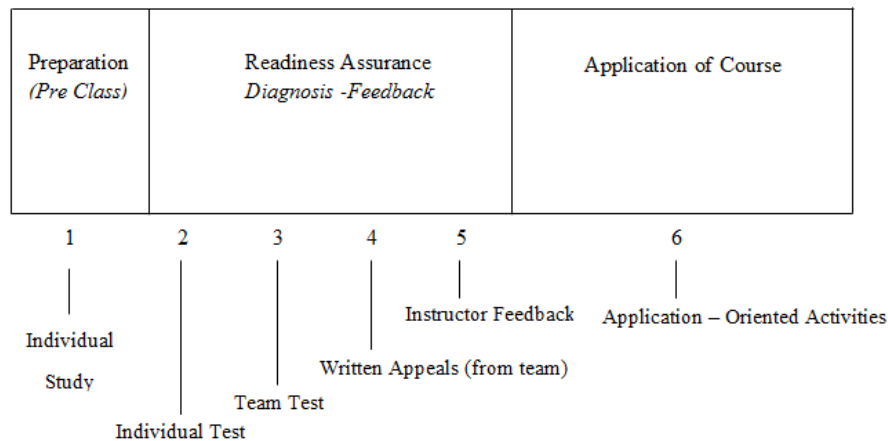 Preparation
(Pre Class)
Readiness Assurance
Diagnosis -Feedback
Application of Course
1
2
3
4
5
6
Individual
Study
Individual Test
Team Test
Written Appeals (from team)
Instructor Feedback
Application – Oriented Activities